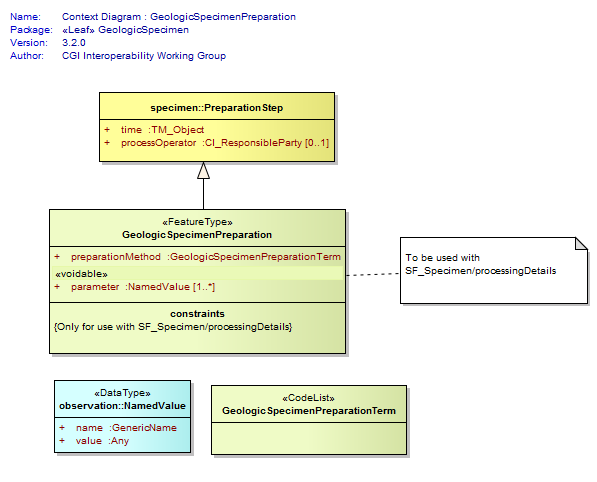 Name: Context Diagram : GeologicSpecimenPreparation
Package: «Leaf» GeologicSpecimen
Version: 3.2.0
Author: CGI Interoperability Working Group
specimen::PreparationStep
+ time :TM_Object
+ processOperator :CI_ResponsibleParty [0..1]
«FeatureType»
GeologicSpecimenPreparation
+ preparationMethod :GeologicSpecimenPreparationTerm
«voidable»
+ parameter :NamedValue [1..*]
constraints
{Only for use with SF_Specimen/processingDetails}
To be used with
SF_Specimen/processingDetails
«DataType»
observation::NamedValue
+ name :GenericName
+ value :Any
«CodeList»
GeologicSpecimenPreparationTerm